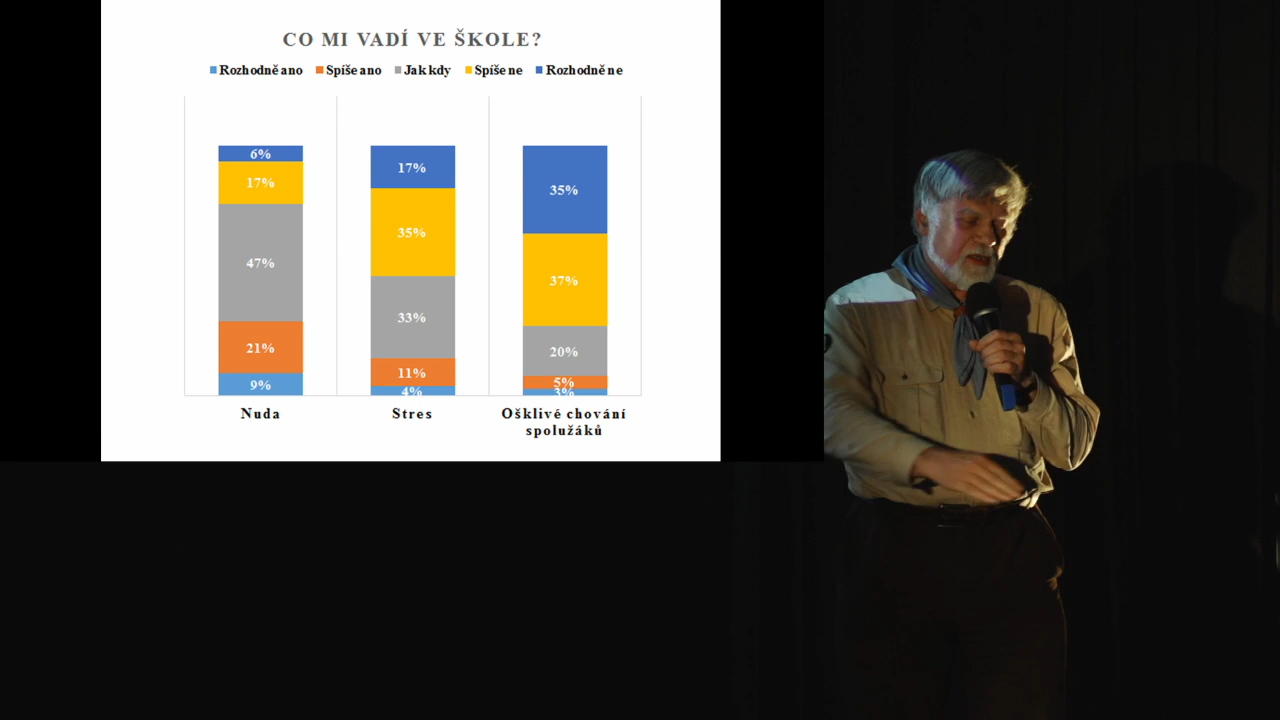 CO MI VADÍ VE ŠKOLE?
Rozhodně ano Spíše ano Jak kdy Spíše ne Rozhodně ne
6% 17% 35%
17% 35% 37%
47% 33% 20%
21% 11% 5%
9% 4% 3%
Nuda Stres Ošklivé chování
spolužáků